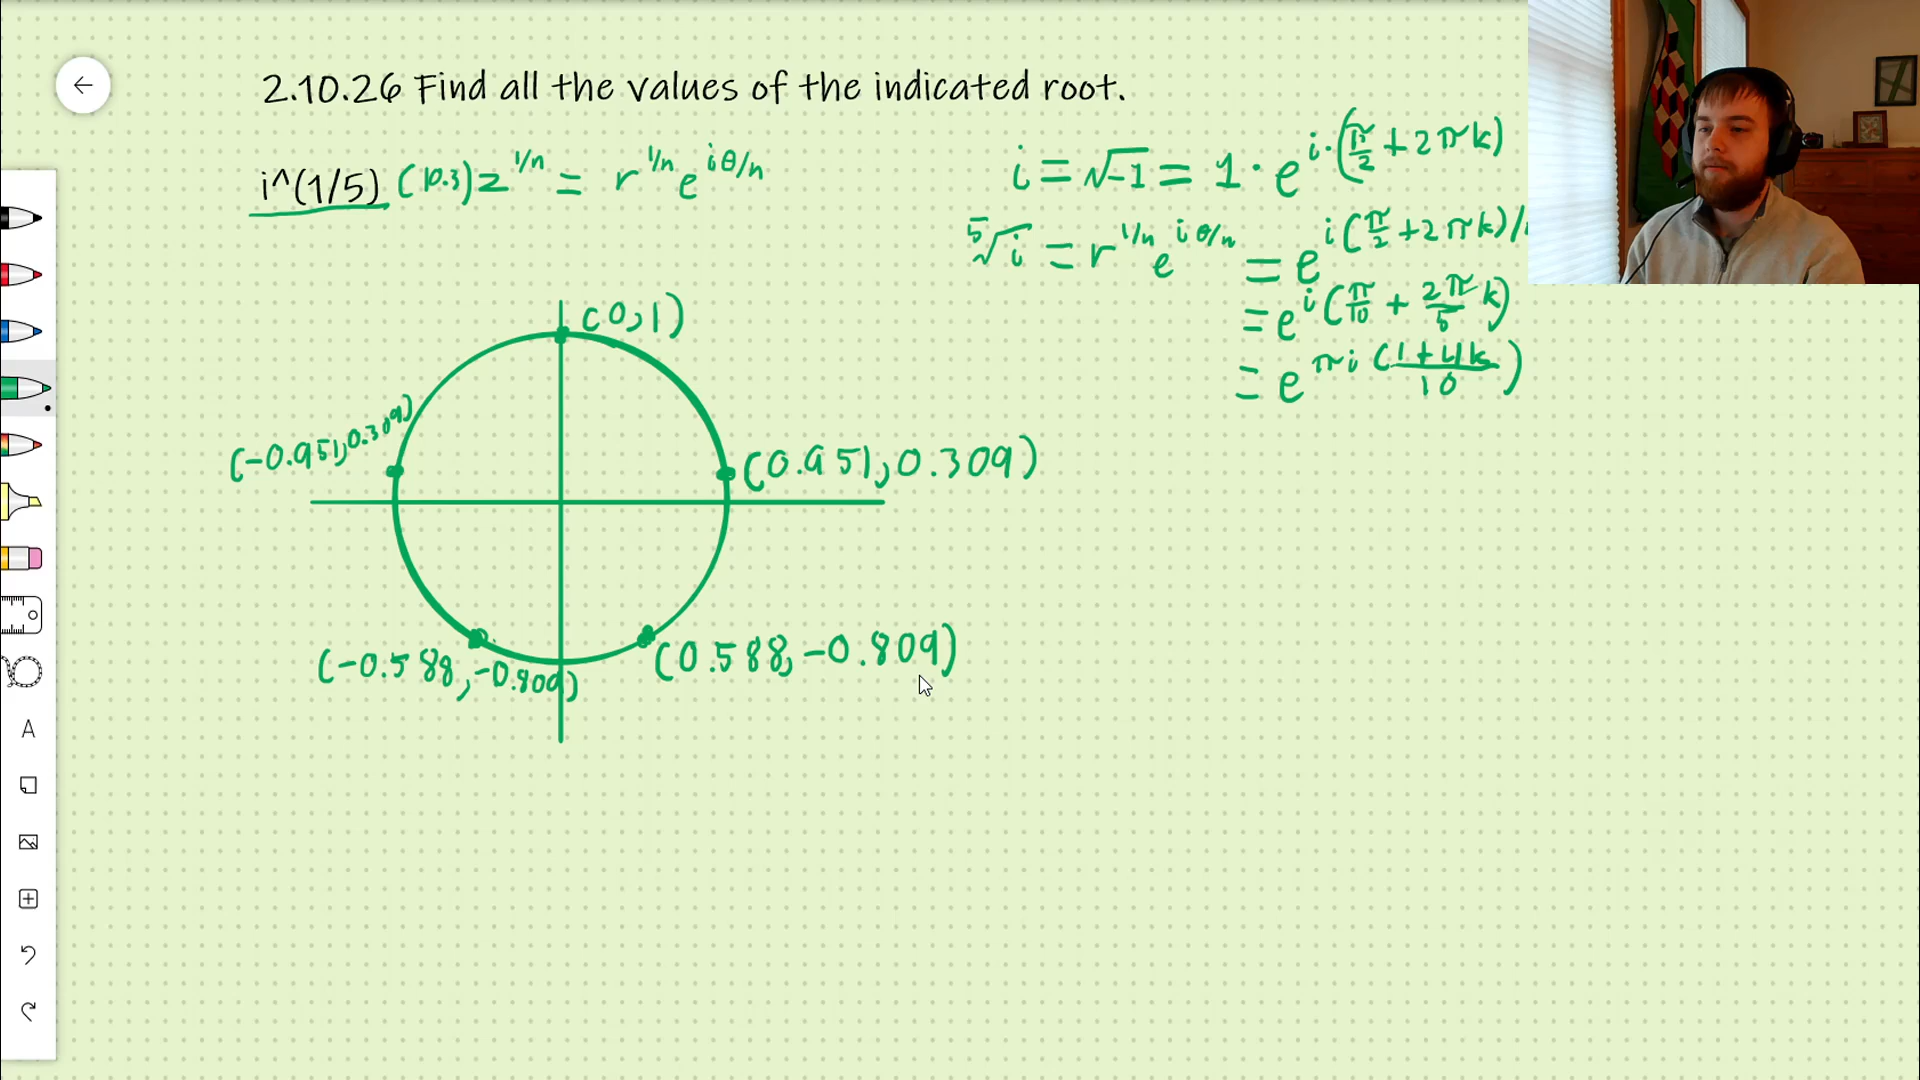 2.10.26 Find all the values of the indicated root.
i^(1/5) (10.3) z^{1/n} = r^{1/n} e^{iθ/n}
i = √-1 = 1 · e^{i·(π/2 + 2πk)}
⁵√i = r^{1/n} e^{iθ/n} = e^{i(π/2 + 2πk)/
= e^{i(π/10 + 2π/5 k)}
= e^{πi((1+4k)/10)}
(0,1)
(-0.951,0.309)
(0.951,0.309)
(-0.588,-0.809)
(0.588,-0.809)
A